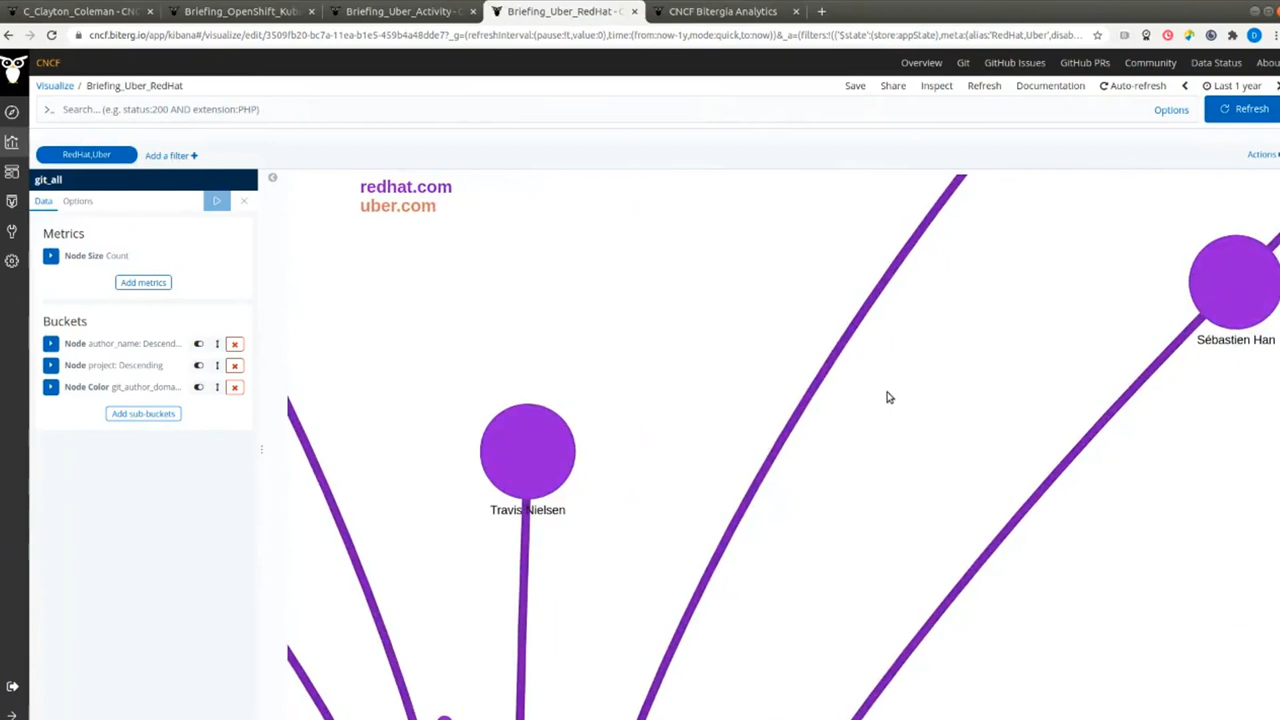 C_Clayton_Coleman - CNC
Briefing_OpenShift_Kub
Briefing_Uber_Activity - C
Briefing_Uber_RedHat - C
CNCF Bitergia Analytics
cncf.biterg.io/app/kibana#/visualize/edit/3509fb20-bc7a-11ea-b1e5-459b4a48dde7?_g=(refreshInterval:(pause:!t,value:0),time:(from:now-1y,mode:quick,to:now))&_a=(filters:!(('$state':(store:appState),meta:(alias:'RedHat,Uber',disab...
D
CNCF
Overview
Git
GitHub Issues
GitHub PRs
Community
Data Status
Abou
Visualize / Briefing_Uber_RedHat
Save
Share
Inspect
Refresh
Documentation
Auto-refresh
Last 1 year
>_ Search... (e.g. status:200 AND extension:PHP)
Options
Refresh
RedHat,Uber
Add a filter +
Actions
git_all
Data
Options
Metrics
Node Size Count
Add metrics
Buckets
Node author_name: Descend...
Node project: Descending
Node Color git_author_doma...
Add sub-buckets
redhat.com
uber.com
Sébastien Han
Travis Nielsen